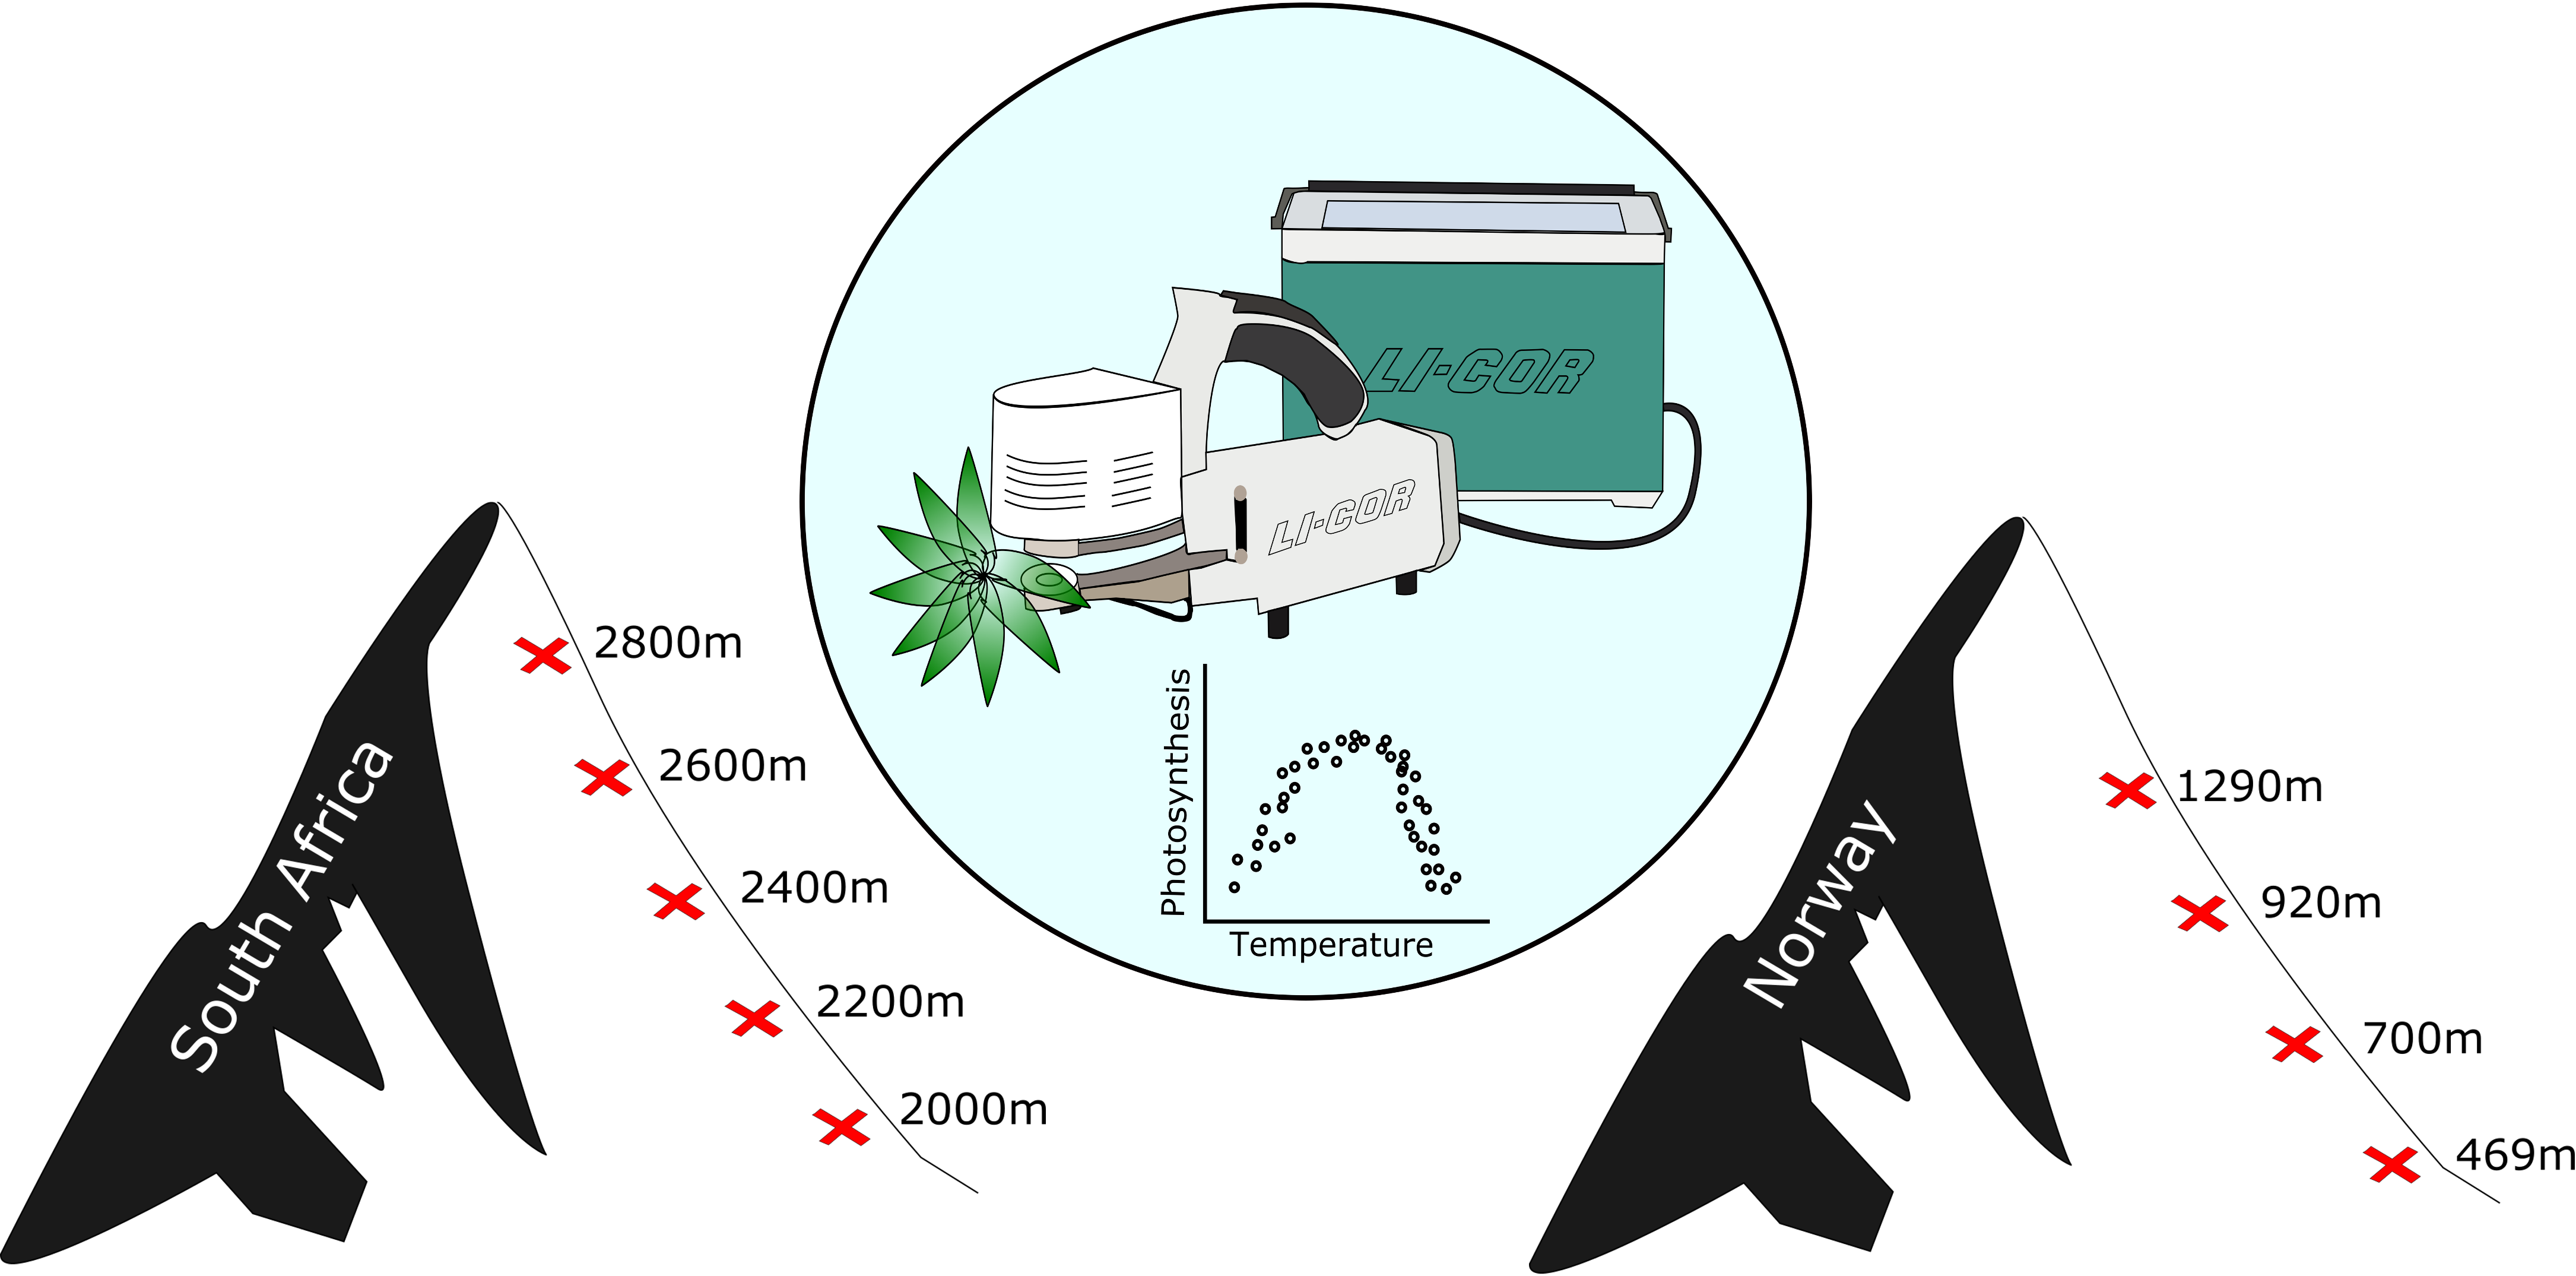 LI-COR
LI-COR
2800m
2600m
2400m
2200m
2000m
South Africa
Photosynthesis
Temperature
1290m
920m
700m
469m
Norway